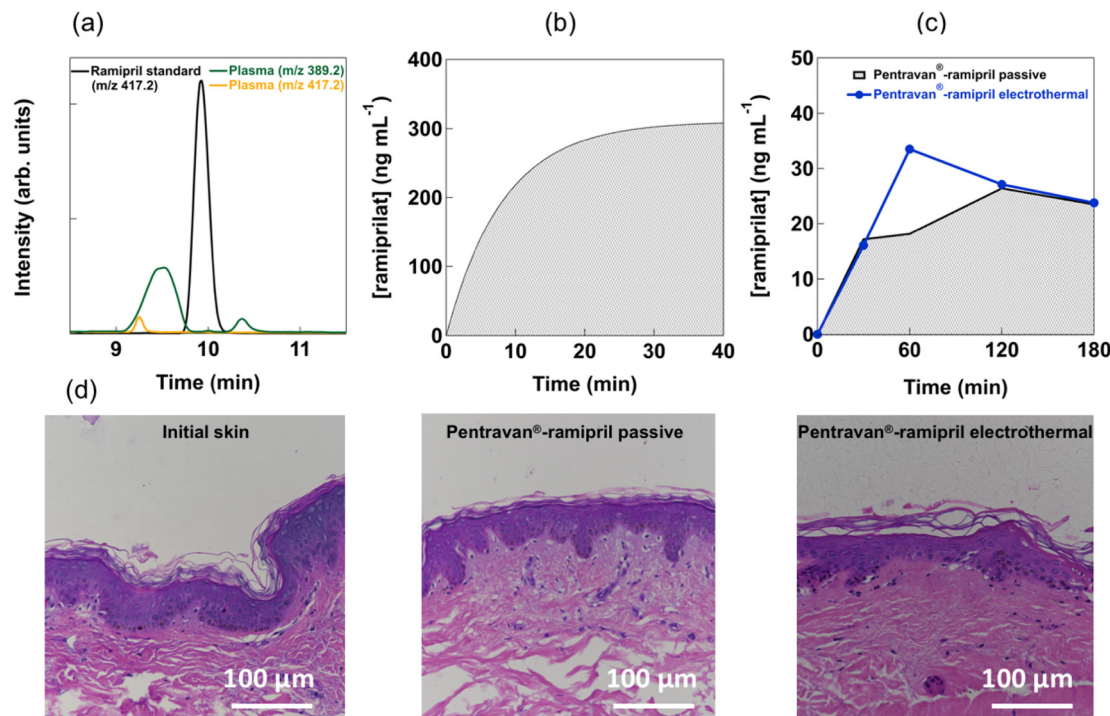 (a)
Ramipril standard
(m/z 417.2)
Plasma (m/z 389.2)
Plasma (m/z 417.2)
Intensity (arb. units)
9 10 11
Time (min)
(b)
400
300
200
100
0
[ramiprilat] (ng mL⁻¹)
0 10 20 30 40
Time (min)
(c)
50
40
30
20
10
0
Pentravan®-ramipril passive
Pentravan®-ramipril electrothermal
[ramiprilat] (ng mL⁻¹)
0 60 120 180
Time (min)
(d)
Initial skin
100 µm
Pentravan®-ramipril passive
100 µm
Pentravan®-ramipril electrothermal
100 µm